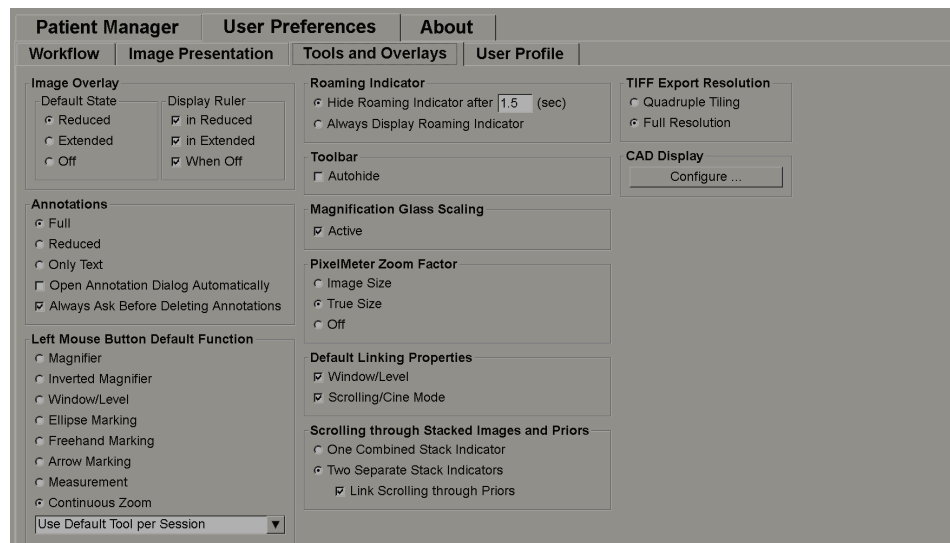 Patient Manager
User Preferences
About
Workflow
Image Presentation
Tools and Overlays
User Profile
Image Overlay
Default State
Reduced
Extended
Off
Display Ruler
in Reduced
in Extended
When Off
Annotations
Full
Reduced
Only Text
Open Annotation Dialog Automatically
Always Ask Before Deleting Annotations
Left Mouse Button Default Function
Magnifier
Inverted Magnifier
Window/Level
Ellipse Marking
Freehand Marking
Arrow Marking
Measurement
Continuous Zoom
Use Default Tool per Session
Roaming Indicator
Hide Roaming Indicator after 1.5 (sec)
Always Display Roaming Indicator
Toolbar
Autohide
Magnification Glass Scaling
Active
PixelMeter Zoom Factor
Image Size
True Size
Off
Default Linking Properties
Window/Level
Scrolling/Cine Mode
Scrolling through Stacked Images and Priors
One Combined Stack Indicator
Two Separate Stack Indicators
Link Scrolling through Priors
TIFF Export Resolution
Quadruple Tiling
Full Resolution
CAD Display
Configure ...